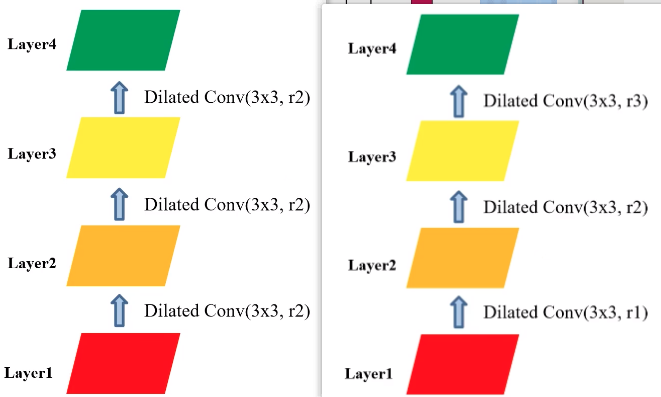 Layer4
Dilated Conv(3x3, r2)
Layer3
Dilated Conv(3x3, r2)
Layer2
Dilated Conv(3x3, r2)
Layer1
Layer4
Dilated Conv(3x3, r3)
Layer3
Dilated Conv(3x3, r2)
Layer2
Dilated Conv(3x3, r1)
Layer1